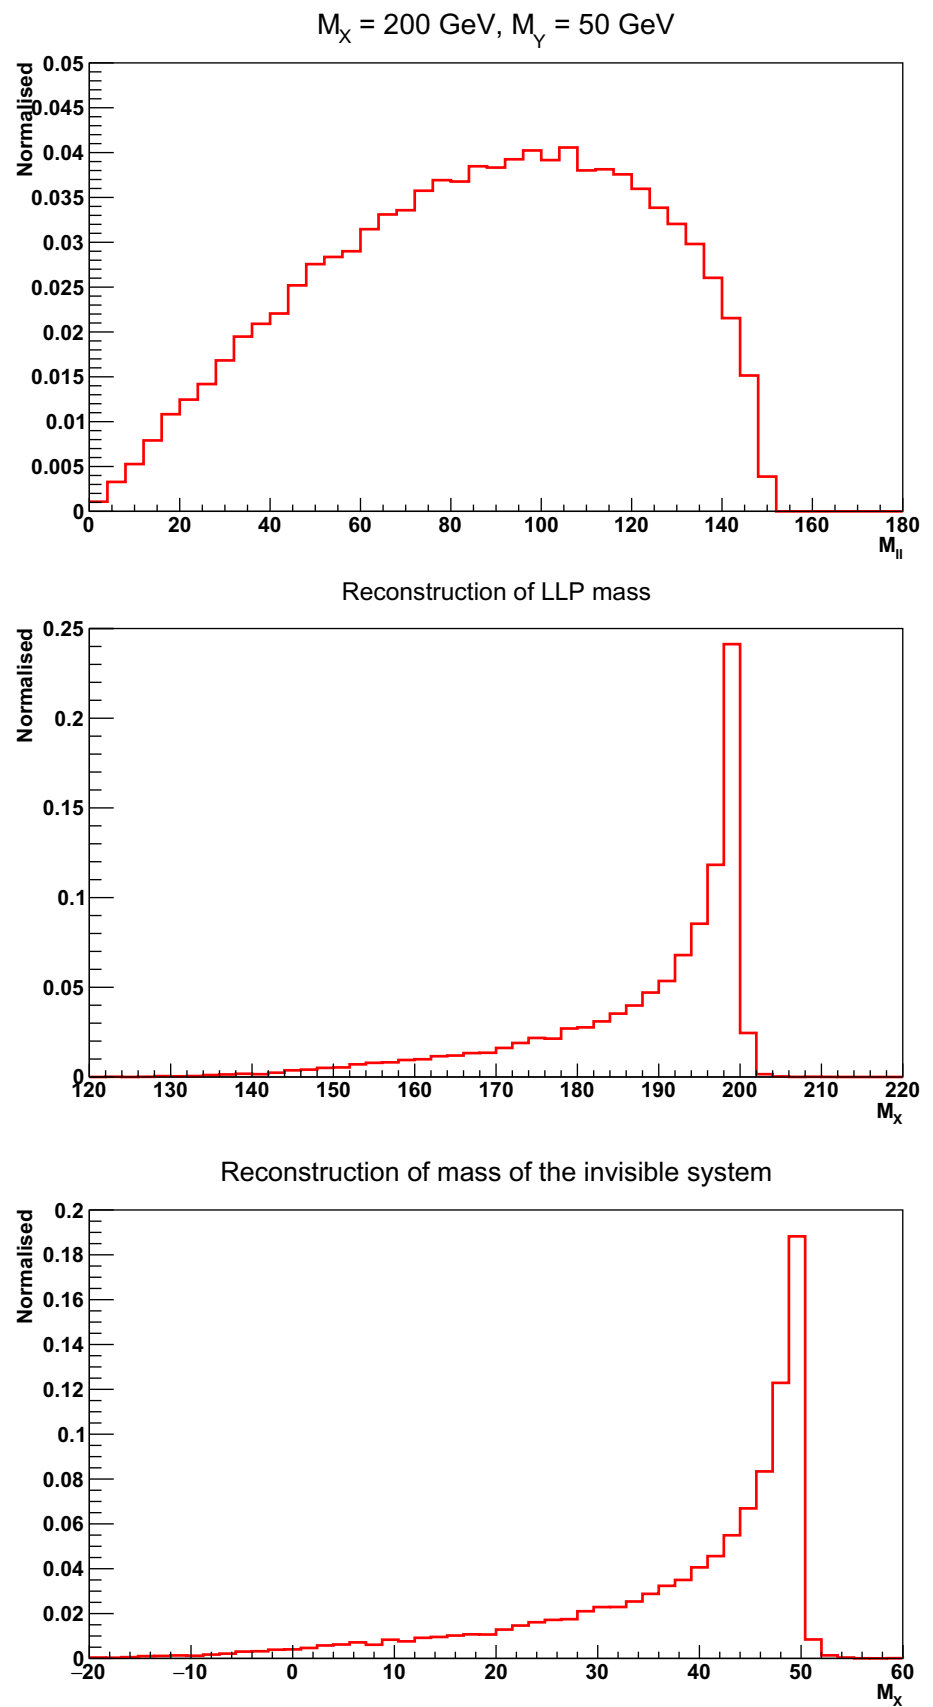 M_X = 200 GeV, M_Y = 50 GeV
Normalised
0.05
0.045
0.04
0.035
0.03
0.025
0.02
0.015
0.01
0.005
0
0 20 40 60 80 100 120 140 160 180
M_ll
Reconstruction of LLP mass
Normalised
0.25
0.2
0.15
0.1
0.05
0
120 130 140 150 160 170 180 190 200 210 220
M_X
Reconstruction of mass of the invisible system
Normalised
0.2
0.18
0.16
0.14
0.12
0.1
0.08
0.06
0.04
0.02
0
−20 −10 0 10 20 30 40 50 60
M_X